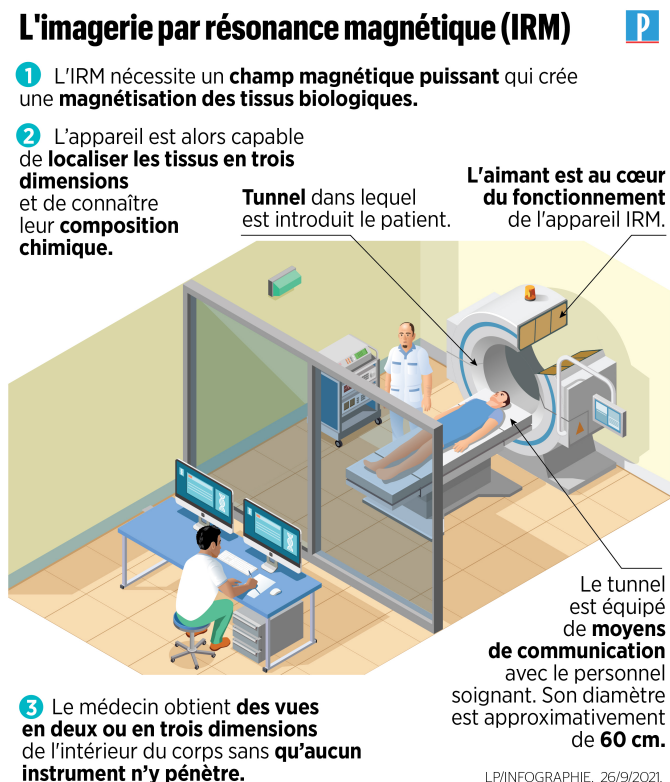 L'imagerie par résonance magnétique (IRM)
P
1 L'IRM nécessite un champ magnétique puissant qui crée
une magnétisation des tissus biologiques.
2 L'appareil est alors capable
de localiser les tissus en trois
dimensions
et de connaître
leur composition
chimique.
Tunnel dans lequel
est introduit le patient.
L'aimant est au cœur
du fonctionnement
de l'appareil IRM.
Le tunnel
est équipé
de moyens
de communication
avec le personnel
soignant. Son diamètre
est approximativement
de 60 cm.
3 Le médecin obtient des vues
en deux ou en trois dimensions
de l'intérieur du corps sans qu'aucun
instrument n'y pénètre.
LP/INFOGRAPHIE. 26/9/2021.